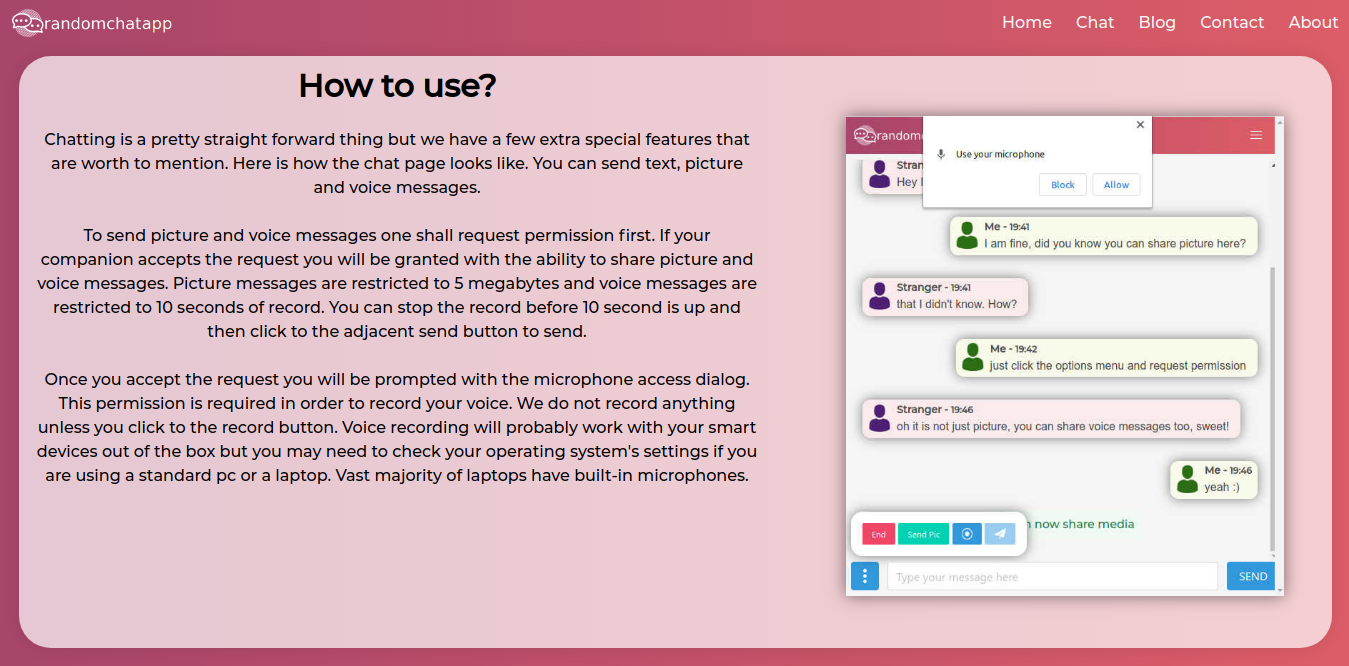 randomchatapp
Home Chat Blog Contact About
How to use?
Chatting is a pretty straight forward thing but we have a few extra special features that
are worth to mention. Here is how the chat page looks like. You can send text, picture
and voice messages.
To send picture and voice messages one shall request permission first. If your
companion accepts the request you will be granted with the ability to share picture and
voice messages. Picture messages are restricted to 5 megabytes and voice messages are
restricted to 10 seconds of record. You can stop the record before 10 second is up and
then click to the adjacent send button to send.
Once you accept the request you will be prompted with the microphone access dialog.
This permission is required in order to record your voice. We do not record anything
unless you click to the record button. Voice recording will probably work with your smart
devices out of the box but you may need to check your operating system's settings if you
are using a standard pc or a laptop. Vast majority of laptops have built-in microphones.
Use your microphone
Block Allow
Hey
Me - 19:41
I am fine, did you know you can share picture here?
Stranger - 19:41
that I didn't know. How?
Me - 19:42
just click the options menu and request permission
Stranger - 19:46
oh it is not just picture, you can share voice messages too, sweet!
Me - 19:46
yeah :)
now share media
End Send Pic
Type your message here
SEND